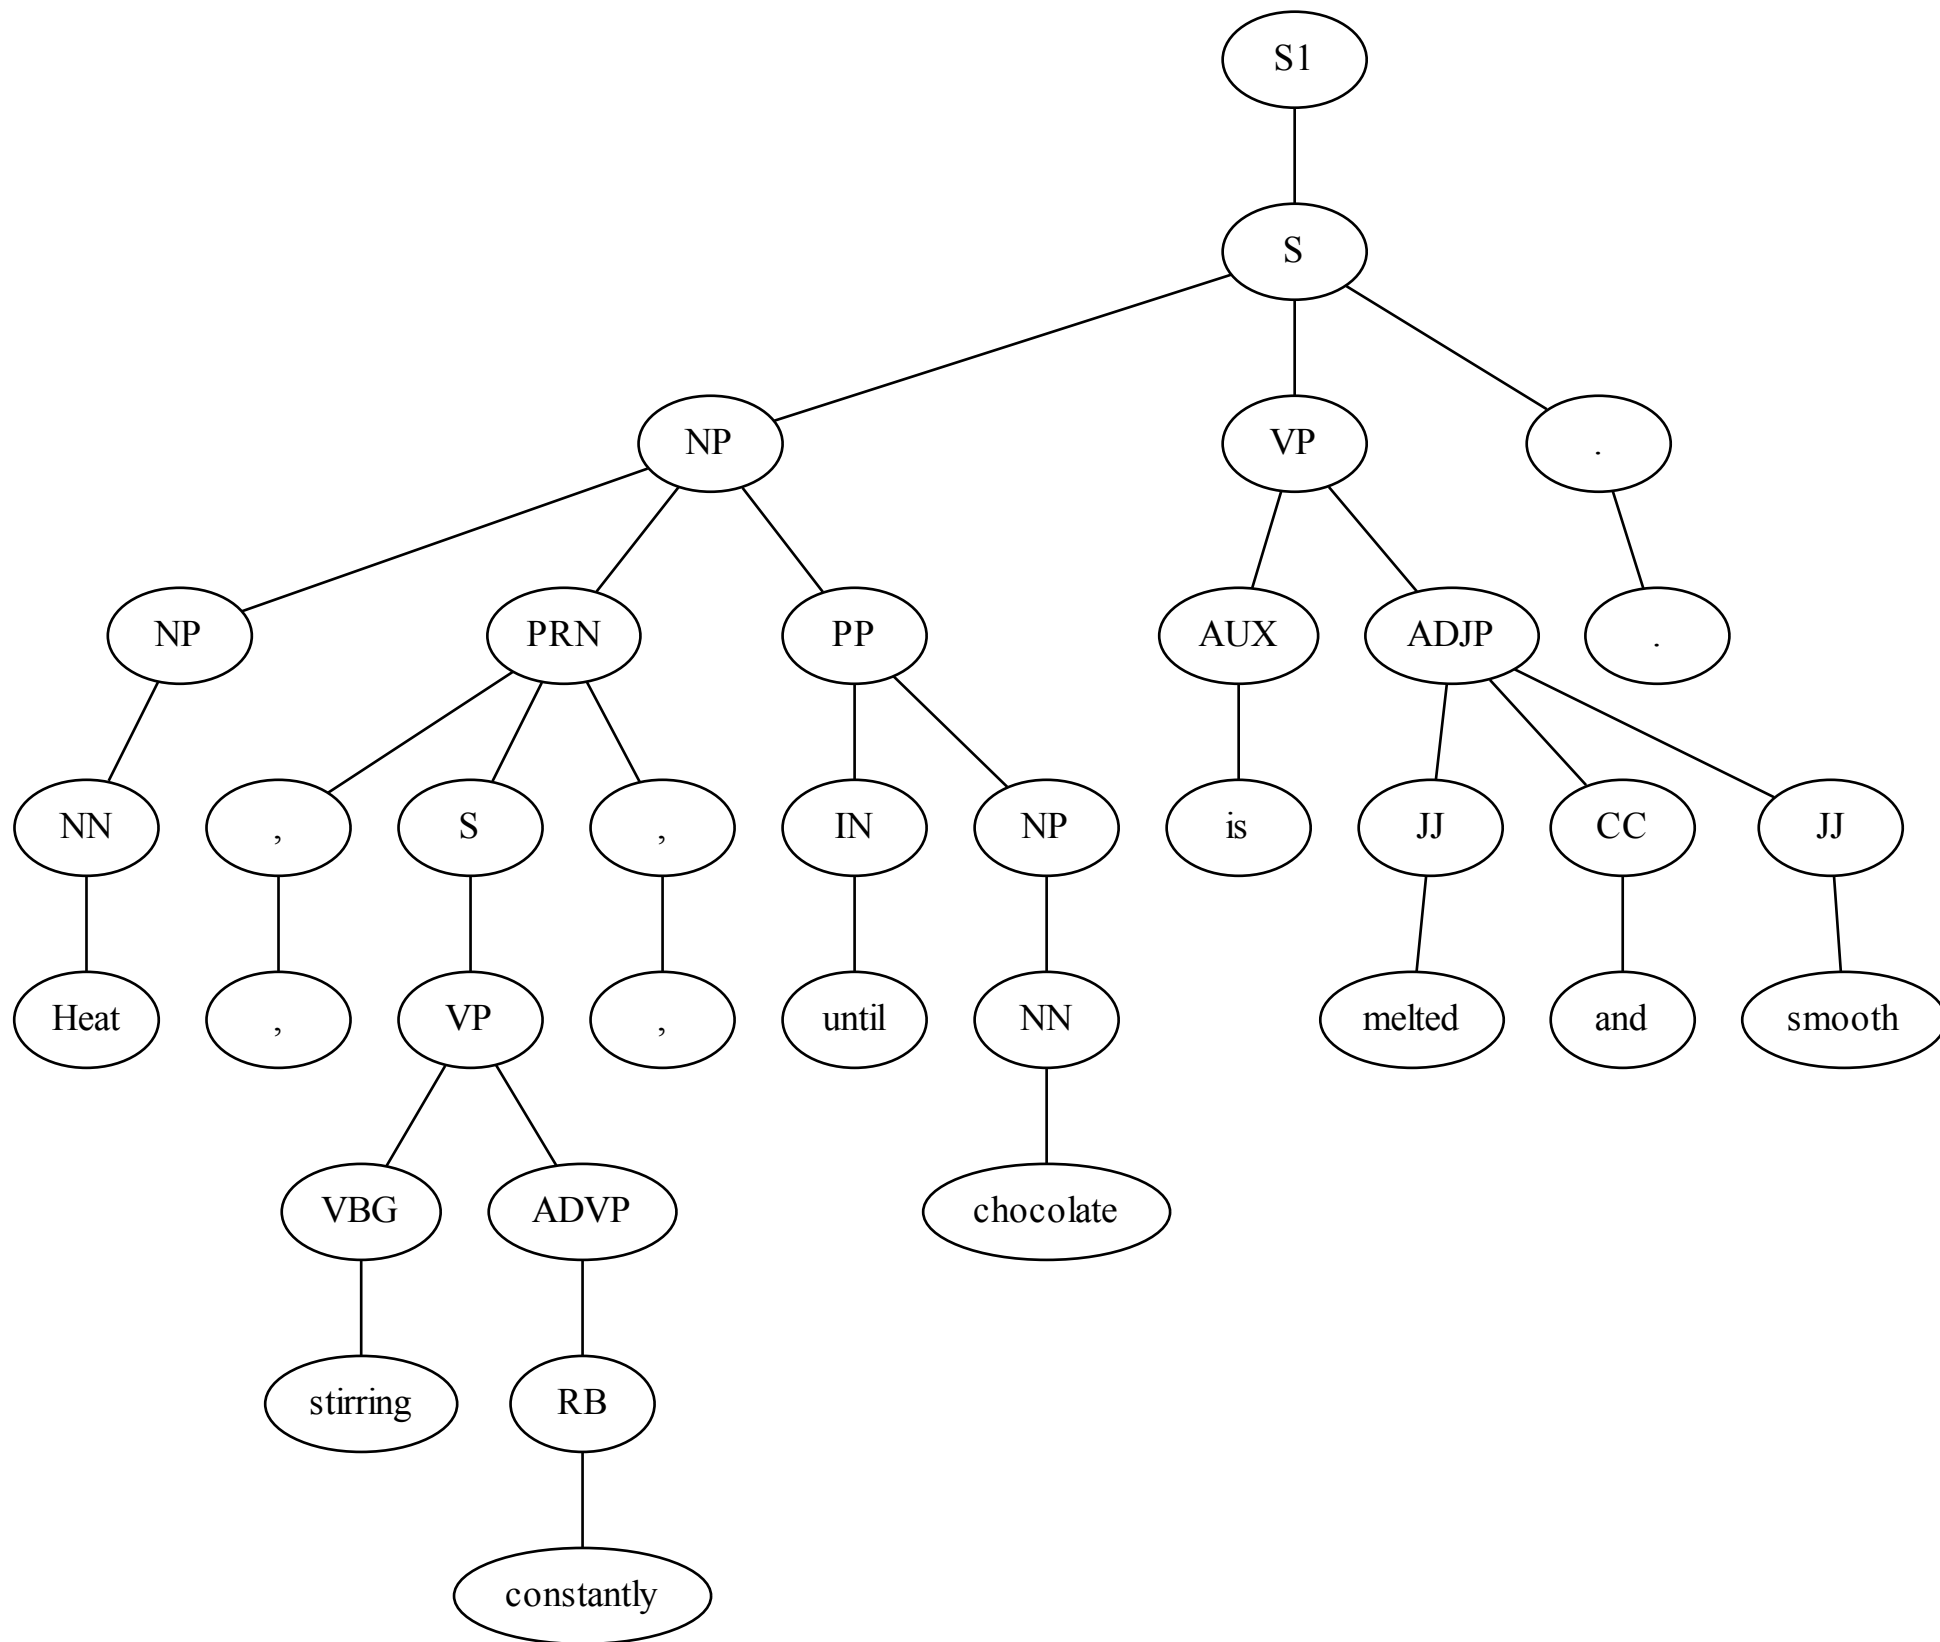 S1
S
NP VP .
NP PRN PP AUX ADJP .
NN , S , IN NP is JJ CC JJ
Heat , VP , until NN melted and smooth
VBG ADVP chocolate
stirring RB
constantly